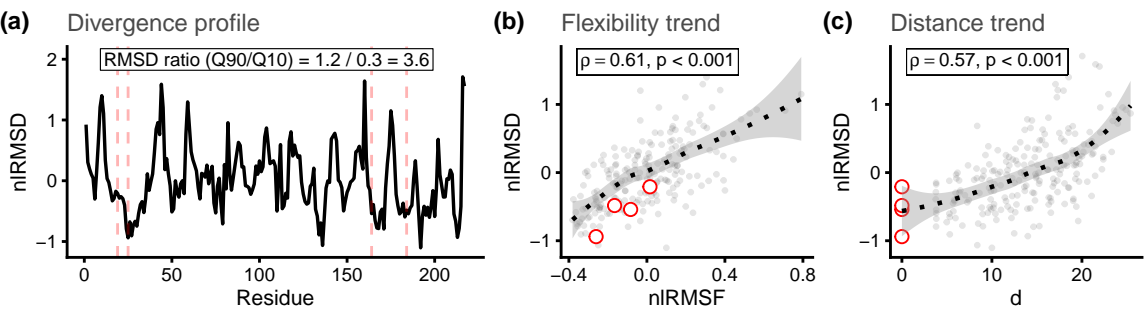 (a) Divergence profile
RMSD ratio (Q90/Q10) = 1.2 / 0.3 = 3.6
nlRMSD
2
1
0
−1
0 50 100 150 200
Residue
(b) Flexibility trend
ρ = 0.61, p < 0.001
nlRMSD
1
0
−1
−0.4 0.0 0.4 0.8
nlRMSF
(c) Distance trend
ρ = 0.57, p < 0.001
nlRMSD
1
0
−1
0 10 20
d